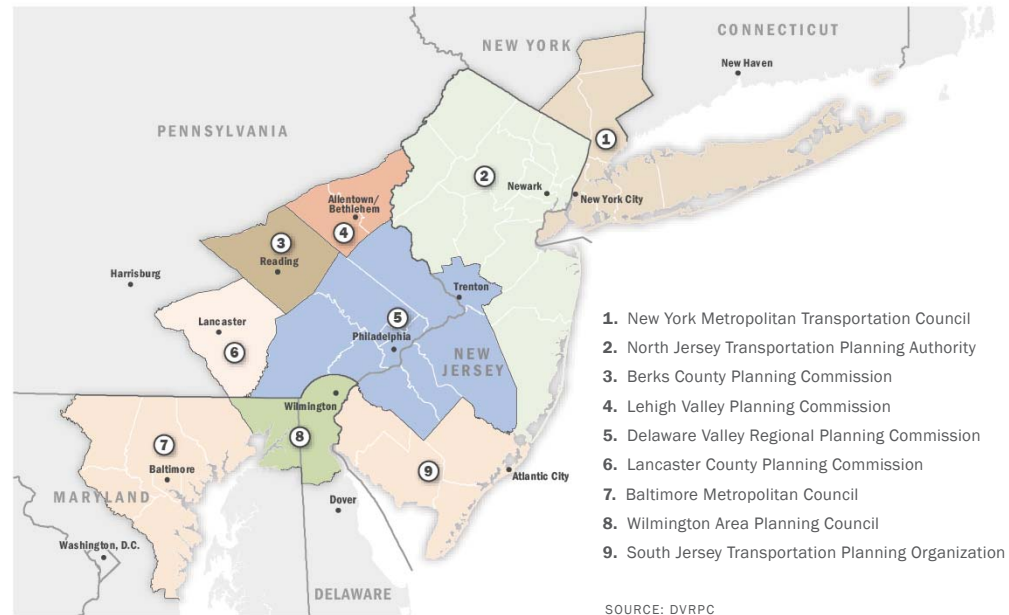 CONNECTICUT
NEW YORK
New Haven
PENNSYLVANIA
1
2
Newark
New York City
Allentown/
Bethlehem
4
3
Reading
Harrisburg
Trenton
Lancaster
5
Philadelphia
6
NEW
JERSEY
Wilmington
8
7
Baltimore
9
Atlantic City
MARYLAND
Dover
Washington, D.C.
DELAWARE
1. New York Metropolitan Transportation Council
2. North Jersey Transportation Planning Authority
3. Berks County Planning Commission
4. Lehigh Valley Planning Commission
5. Delaware Valley Regional Planning Commission
6. Lancaster County Planning Commission
7. Baltimore Metropolitan Council
8. Wilmington Area Planning Council
9. South Jersey Transportation Planning Organization
SOURCE: DVRPC